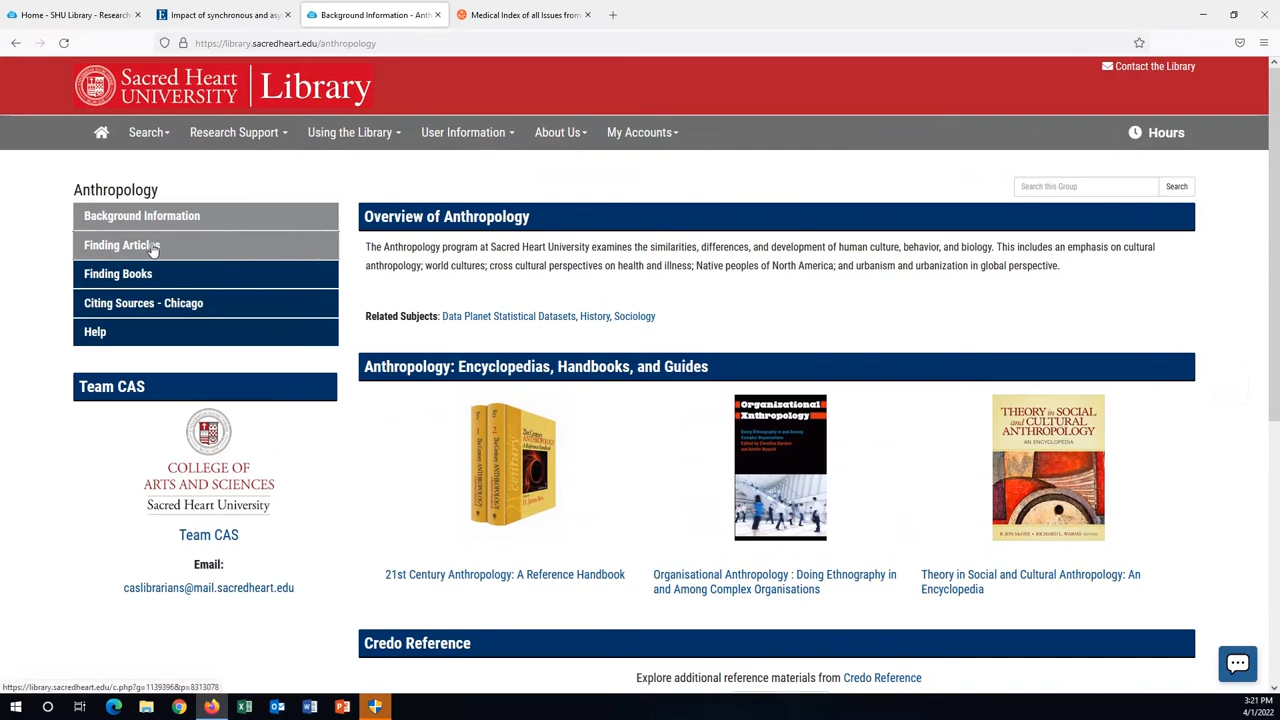 Home - SHU Library - Research
Impact of synchronous and asy
Background Information - Anth
Medical Index of all Issues from
https://library.sacredheart.edu/anthropology
Sacred Heart
UNIVERSITY
Library
Contact the Library
Search
Research Support
Using the Library
User Information
About Us
My Accounts
Hours
Anthropology
Search this Group
Search
Background Information
Finding Articles
Finding Books
Citing Sources - Chicago
Help
Overview of Anthropology
The Anthropology program at Sacred Heart University examines the similarities, differences, and development of human culture, behavior, and biology. This includes an emphasis on cultural
anthropology; world cultures; cross cultural perspectives on health and illness; Native peoples of North America; and urbanism and urbanization in global perspective.
Related Subjects: Data Planet Statistical Datasets, History, Sociology
Team CAS
COLLEGE OF
ARTS AND SCIENCES
Sacred Heart University
Team CAS
Email:
caslibrarians@mail.sacredheart.edu
Anthropology: Encyclopedias, Handbooks, and Guides
Organisational
Anthropology
THEORY IN SOCIAL
AND CULTURAL
ANTHROPOLOGY
AN ENCYCLOPEDIA
21st Century Anthropology: A Reference Handbook
Organisational Anthropology : Doing Ethnography in
and Among Complex Organisations
Theory in Social and Cultural Anthropology: An
Encyclopedia
Credo Reference
Explore additional reference materials from Credo Reference
https://library.sacredheart.edu/c.php?g=1139396&p=8313078
3:21 PM
4/1/2022